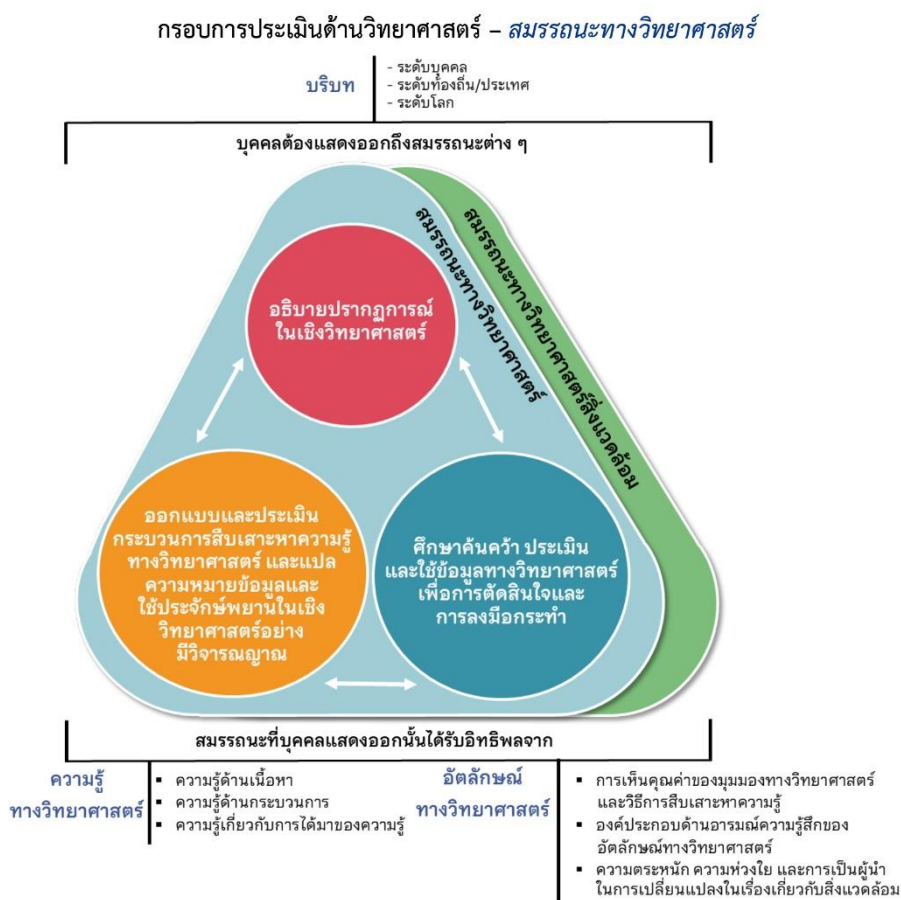 กรอบการประเมินด้านวิทยาศาสตร์ – สมรรถนะทางวิทยาศาสตร์
บริบท
- ระดับบุคคล
- ระดับท้องถิ่น/ประเทศ
- ระดับโลก
บุคคลต้องแสดงออกถึงสมรรถนะต่าง ๆ
สมรรถนะทางวิทยาศาสตร์
สมรรถนะทางวิทยาศาสตร์สิ่งแวดล้อม
อธิบายปรากฏการณ์
ในเชิงวิทยาศาสตร์
ออกแบบและประเมิน
กระบวนการสืบเสาะหาความรู้
ทางวิทยาศาสตร์ และแปล
ความหมายข้อมูลและ
ใช้ประจักษ์พยานในเชิง
วิทยาศาสตร์อย่าง
มีวิจารณญาณ
ศึกษาค้นคว้า ประเมิน
และใช้ข้อมูลทางวิทยาศาสตร์
เพื่อการตัดสินใจและ
การลงมือกระทำ
สมรรถนะที่บุคคลแสดงออกนั้นได้รับอิทธิพลจาก
ความรู้
ทางวิทยาศาสตร์
▪ ความรู้ด้านเนื้อหา
▪ ความรู้ด้านกระบวนการ
▪ ความรู้เกี่ยวกับการได้มาของความรู้
อัตลักษณ์
ทางวิทยาศาสตร์
▪ การเห็นคุณค่าของมุมมองทางวิทยาศาสตร์
และวิธีการสืบเสาะหาความรู้
▪ องค์ประกอบด้านอารมณ์ความรู้สึกของ
อัตลักษณ์ทางวิทยาศาสตร์
▪ ความตระหนัก ความห่วงใย และการเป็นผู้นำ
ในการเปลี่ยนแปลงในเรื่องเกี่ยวกับสิ่งแวดล้อม